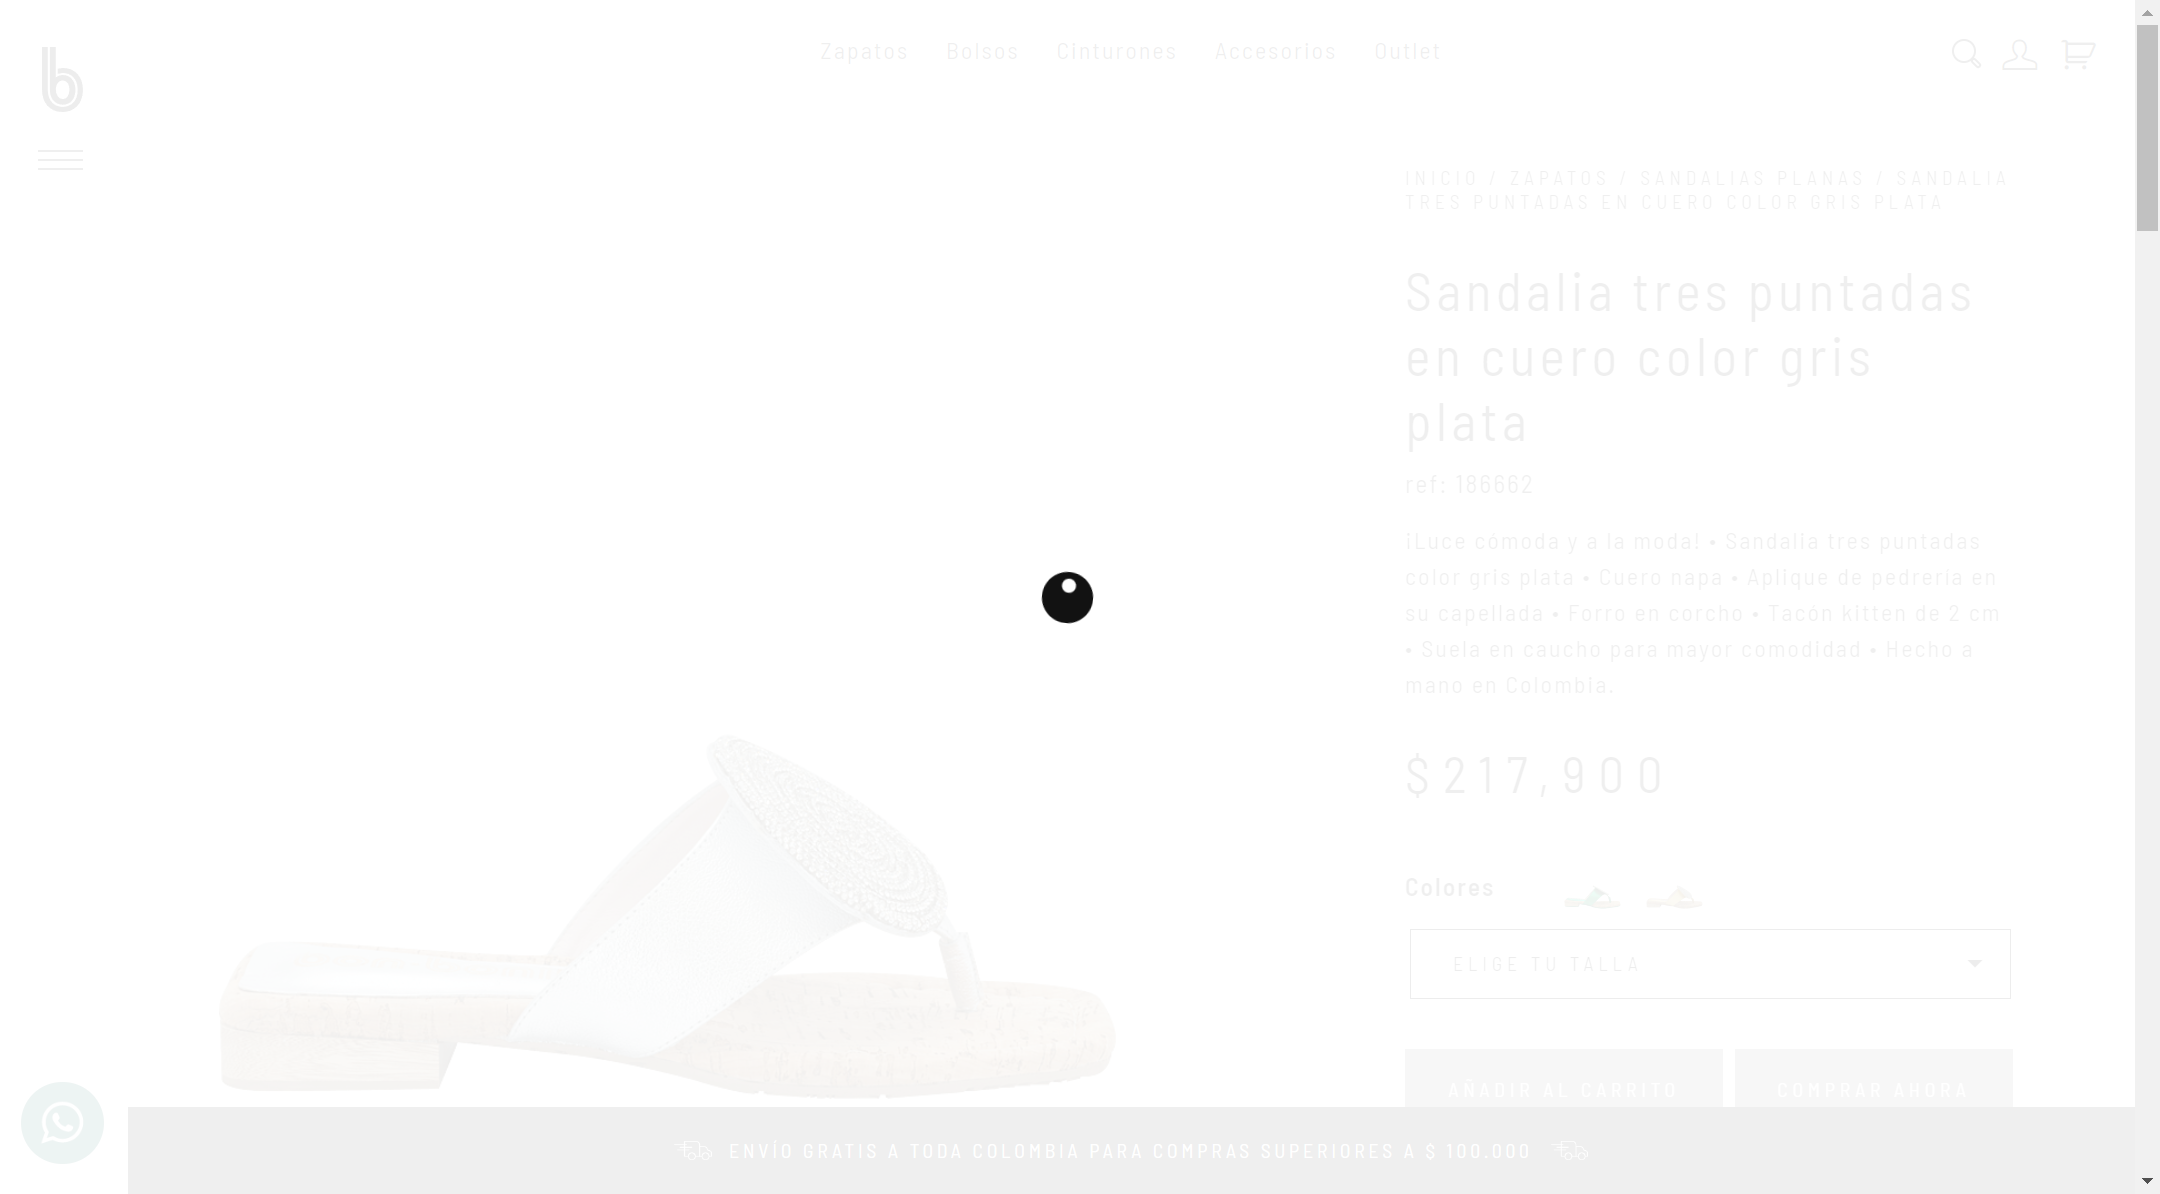 Zapatos Bolsos Cinturones Accesorios Outlet
b
INICIO / ZAPATOS / SANDALIAS PLANAS / SANDALIA
TRES PUNTADAS EN CUERO COLOR GRIS PLATA
Sandalia tres puntadas
en cuero color gris
plata
ref: 186662
¡Luce cómoda y a la moda! • Sandalia tres puntadas
color gris plata • Cuero napa • Aplique de pedrería en
su capellada • Forro en corcho • Tacón kitten de 2 cm
• Suela en caucho para mayor comodidad • Hecho a
mano en Colombia.
$217,900
Colores
ELIGE TU TALLA
AÑADIR AL CARRITO COMPRAR AHORA
ENVÍO GRATIS A TODA COLOMBIA PARA COMPRAS SUPERIORES A $ 100.000